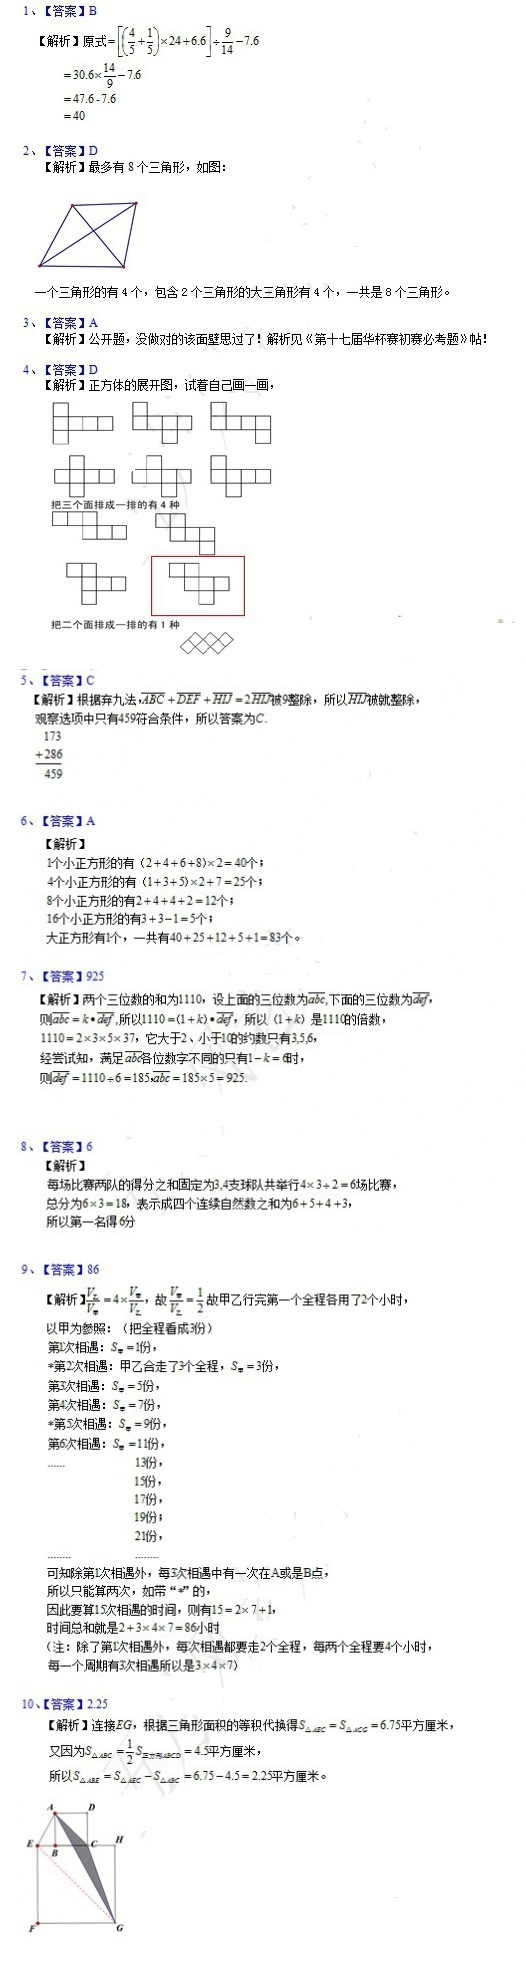 1、【答案】B
【解析】原式=[(4/5+1/5)×24+6.6]÷9/14-7.6
=30.6×14/9-7.6
=47.6-7.6
=40
2、【答案】D
【解析】最多有8个三角形，如图：
一个三角形的有4个，包含2个三角形的大三角形有4个，一共是8个三角形。
3、【答案】A
【解析】公开题，没做对的该面壁思过了！解析见《第十七届华杯赛初赛必考题》帖！
4、【答案】D
【解析】正方体的展开图，试着自己画一画，
把三个面排成一排的有4种
把二个面排成一排的有1种
5、【答案】C
【解析】根据弃九法，ABC+DEF+HIJ=2HIJ被9整除，所以HIJ被就整除，
观察选项中只有459符合条件，所以答案为C.
173
+286
459
6、【答案】A
【解析】
1个小正方形的有（2+4+6+8)×2=40个；
4个小正方形的有（1+3+5)×2+7=25个；
8个小正方形的有2+4+4+2=12个；
16个小正方形的有3+3-1=5个；
大正方形有1个，一共有40+25+12+5+1=83个。
7、【答案】925
【解析】两个三位数的和为1110，设上面的三位数为abc,下面的三位数为def，
则abc=k•def,所以1110=(1+k)•def，所以（1+k）是1110的倍数，
1110=2×3×5×37，它大于2、小于10的约数只有3,5,6,
经尝试知，满足abc各位数字不同的只有1-k=6时，
则def=1110÷6=185,abc=185×5=925.
8、【答案】6
【解析】
每场比赛两队的得分之和固定为3,4支球队共举行4×3÷2=6场比赛，
总分为6×3=18，表示成四个连续自然数之和为6+5+4+3，
所以第一名得6分
9、【答案】86
【解析】V乙/V甲=4×V甲/V乙，故V甲/V乙=1/2故甲乙行完第一个全程各用了2个小时，
以甲为参照：（把全程看成3份）
第1次相遇：S甲=1份，
*第2次相遇：甲乙合走了3个全程，S甲=3份，
第3次相遇：S甲=5份，
第4次相遇：S甲=7份，
*第5次相遇：S甲=9份，
第6次相遇：S甲=11份，
...... 13份，
15份，
17份，
19份；
21份，
........ ........
可知除第1次相遇外，每3次相遇中有一次在A或是B点，
所以只能算两次，如带“*”的，
因此要算15次相遇的时间，则有15=2×7+1，
时间总和就是2+3×4×7=86小时
（注：除了第1次相遇外，每次相遇都要走2个全程，每两个全程要4个小时，
每一个周期有3次相遇所以是3×4×7）
10、【答案】2.25
【解析】连接EG，根据三角形面积的等积代换得S△AEC=S△ACG=6.75平方厘米，
又因为S△ABC=1/2S正方形ABCD=4.5平方厘米，
所以S△ABE=S△AEC-S△ABC=6.75-4.5=2.25平方厘米。
A D
E B C H
F G